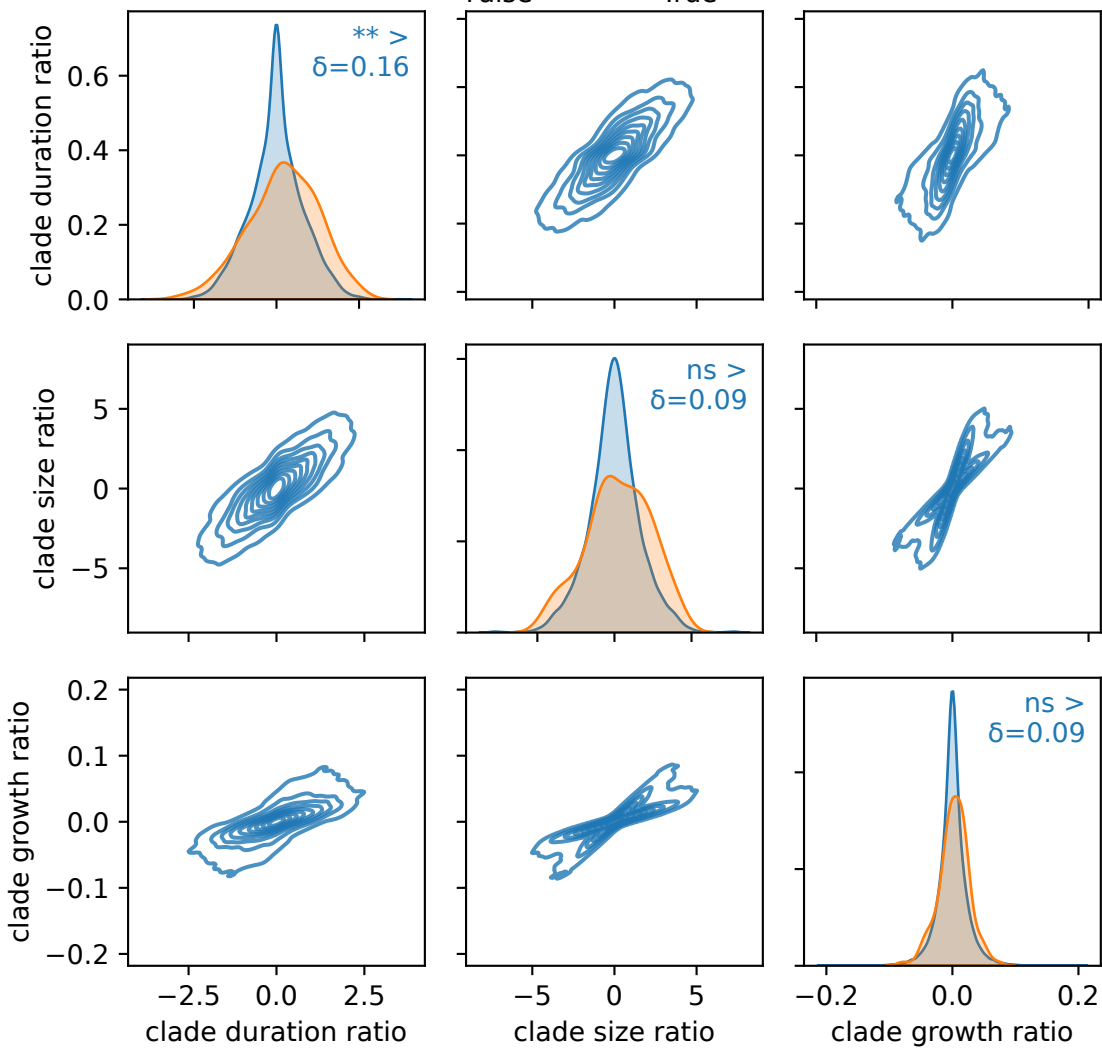 False True
clade duration ratio
0.6
0.4
0.2
0.0
** >
δ=0.16
clade size ratio
5
0
−5
ns >
δ=0.09
clade growth ratio
0.2
0.1
0.0
−0.1
−0.2
ns >
δ=0.09
−2.5 0.0 2.5
−5 0 5
−0.2 0.0 0.2
clade duration ratio
clade size ratio
clade growth ratio